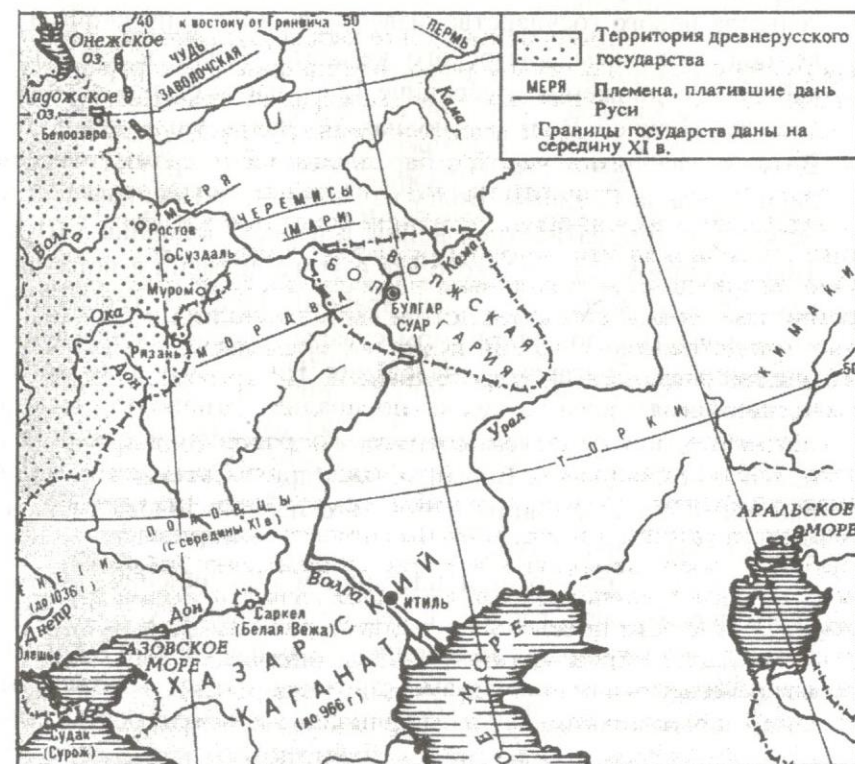 40 к востоку от Гринвича 50
Онежское
оз.
ЧУДЬ
ЗАВОЛОЧСКАЯ
ПЕРМЬ
Территория древнерусского
государства
МЕРЯ Племена, платившие дань
Руси
Границы государств даны на
середину XI в.
Ладожское
оз.
Белоозеро
Кама
МЕРЯ
ЧЕРЕМИСЫ
(МАРИ)
Волга
Ростов
Суздаль
Муром
Кама
Ока
БУЛГАР
СУАР
МОРДВА
Рязань
Дон
КИМАКИ
50
Урал
ОРКИ
ПОЛОВЦЫ
(с середины XI в.)
АРАЛЬСКОЕ
МОРЕ
(до 1036 г.)
Днепр
Дон
Волга
ИТИЛЬ
Саркел
(Белая Вежа)
АЗОВСКОЕ
МОРЕ
ХАЗАРСКИЙ
КАГАНАТ
(до 966 г.)
МОРЕ
Судак
(Сурож)